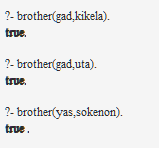 ?- brother(gad,kikela).
true.
?- brother(gad,uta).
true.
?- brother(yas,sokenon).
true .